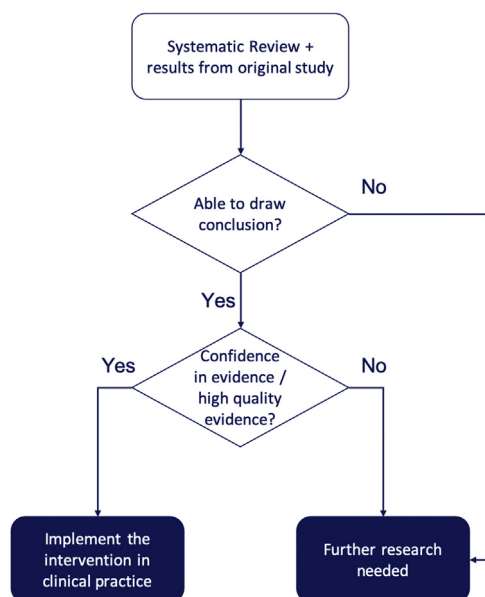 Systematic Review +
results from original study
Able to draw
conclusion?
No
Yes
Yes
Confidence
in evidence /
high quality
evidence?
No
Implement the
intervention in
clinical practice
Further research
needed